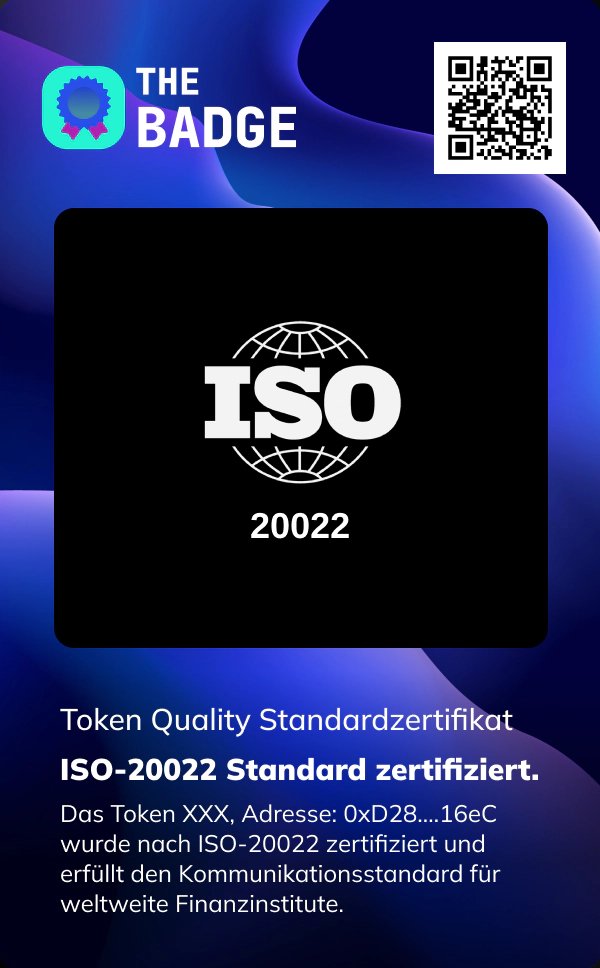 THE
BADGE
ISO
20022
Token Quality Standardzertifikat
ISO-20022 Standard zertifiziert.
Das Token XXX, Adresse: 0xD28....16eC
wurde nach ISO-20022 zertifiziert und
erfüllt den Kommunikationsstandard für
weltweite Finanzinstitute.